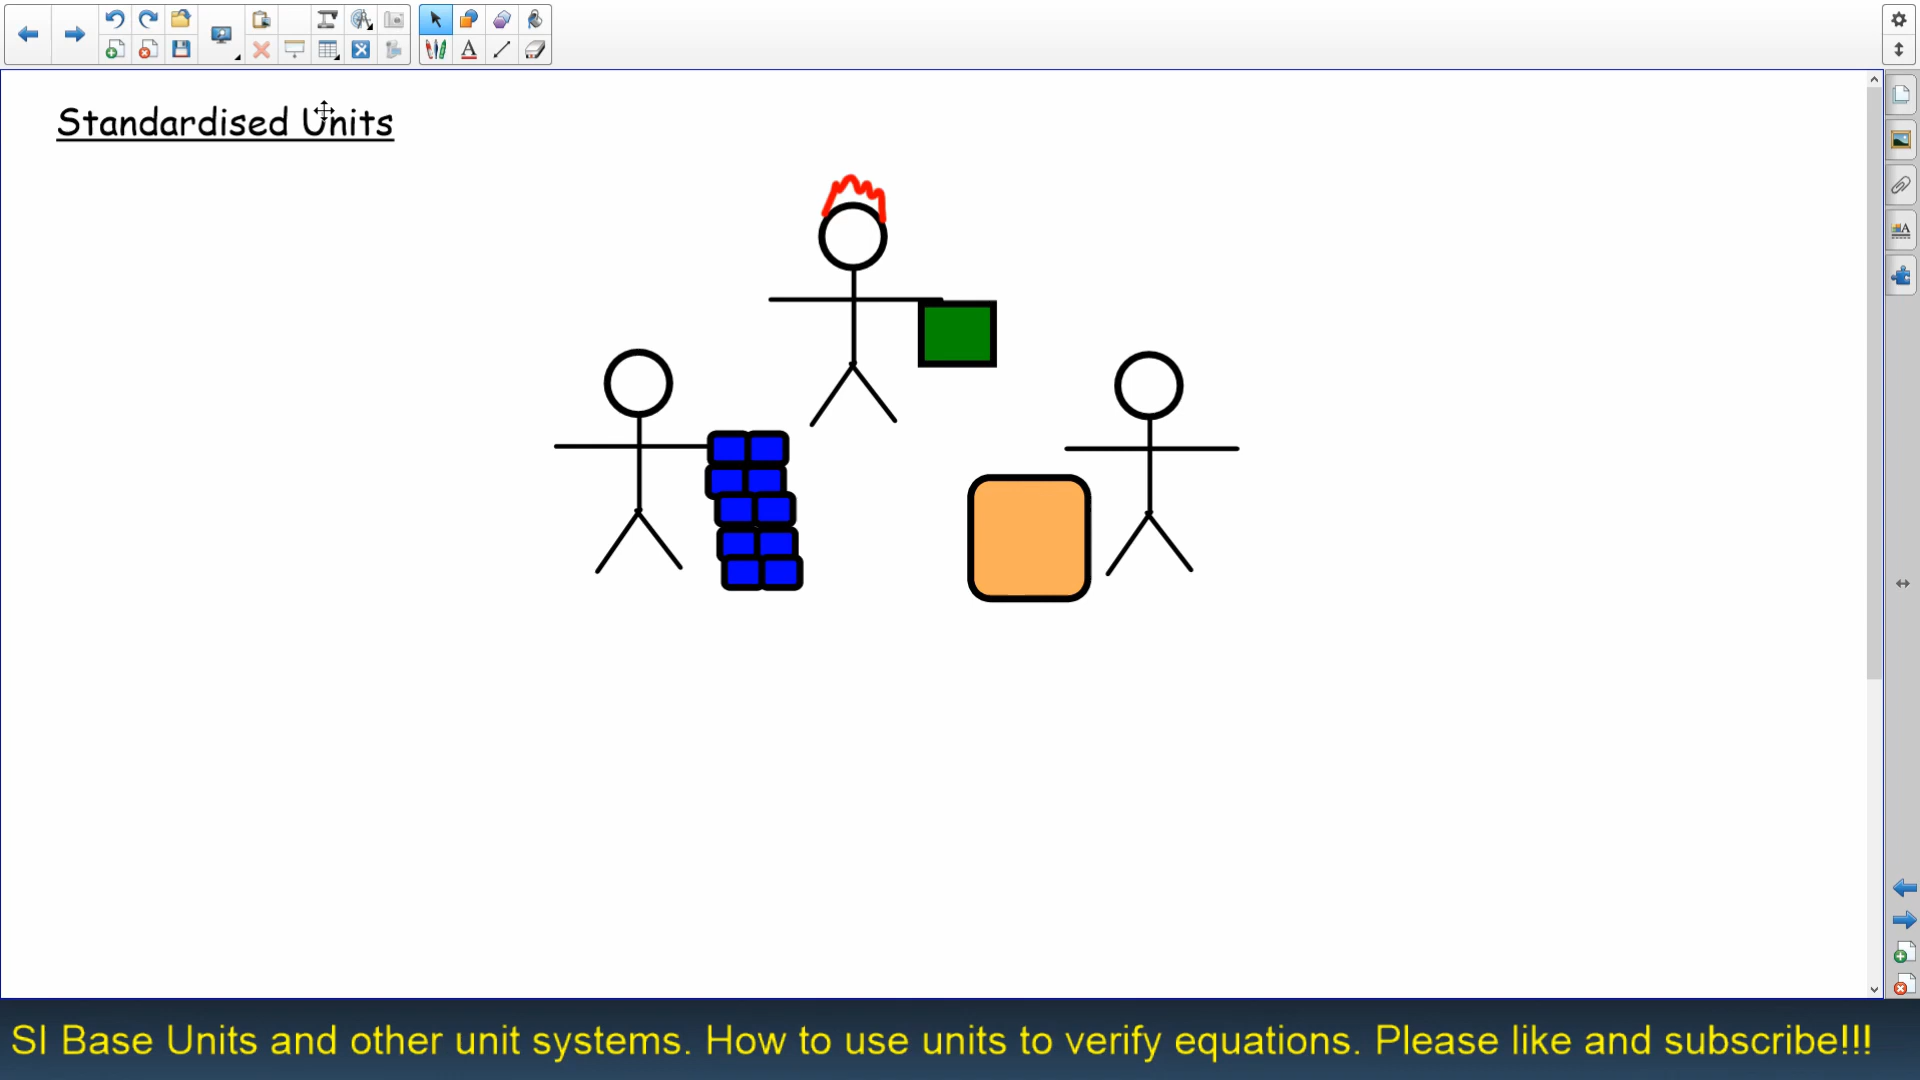 Standardised Units
SI Base Units and other unit systems. How to use units to verify equations. Please like and subscribe!!!